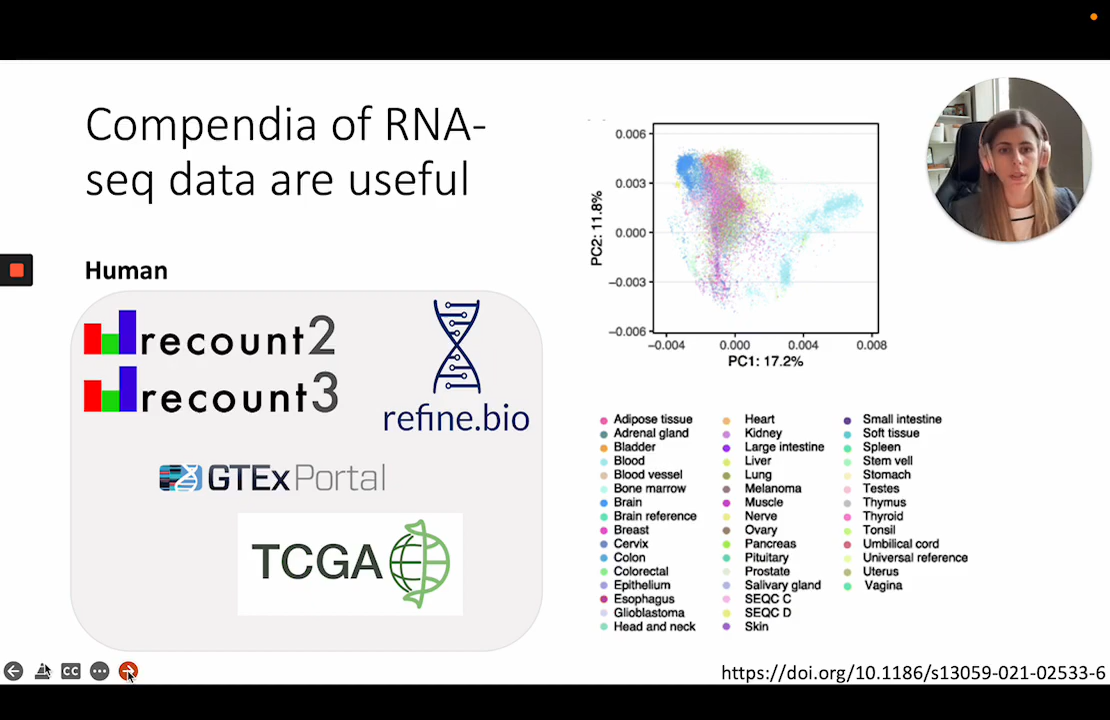 Compendia of RNA-
seq data are useful
Human
recount2
recount3
refine.bio
GTEx Portal
TCGA
0.006
0.003
0.000
−0.003
−0.006
PC2: 11.8%
−0.004
0.000
0.004
0.008
PC1: 17.2%
Adipose tissue
Adrenal gland
Bladder
Blood
Blood vessel
Bone marrow
Brain
Brain reference
Breast
Cervix
Colon
Colorectal
Epithelium
Esophagus
Glioblastoma
Head and neck
Heart
Kidney
Large intestine
Liver
Lung
Melanoma
Muscle
Nerve
Ovary
Pancreas
Pituitary
Prostate
Salivary gland
SEQC C
SEQC D
Skin
Small intestine
Soft tissue
Spleen
Stem vell
Stomach
Testes
Thymus
Thyroid
Tonsil
Umbilical cord
Universal reference
Uterus
Vagina
CC
https://doi.org/10.1186/s13059-021-02533-6